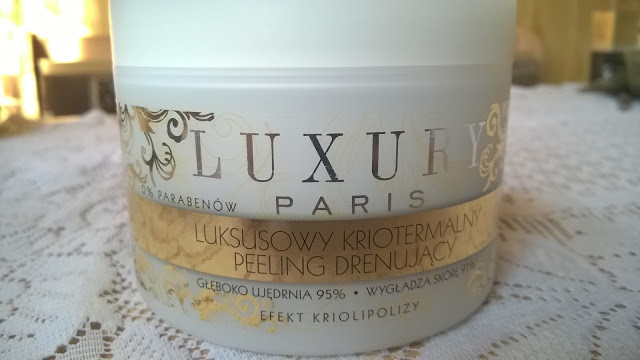 LUXURY
PARIS
0% PARABENÓW
LUKSUSOWY KRIOTERMALNY
PEELING DRENUJĄCY
GŁĘBOKO UJĘDRNIA 95% • WYGŁADZA SKÓRĘ
EFEKT KRIOLIPOLIZY